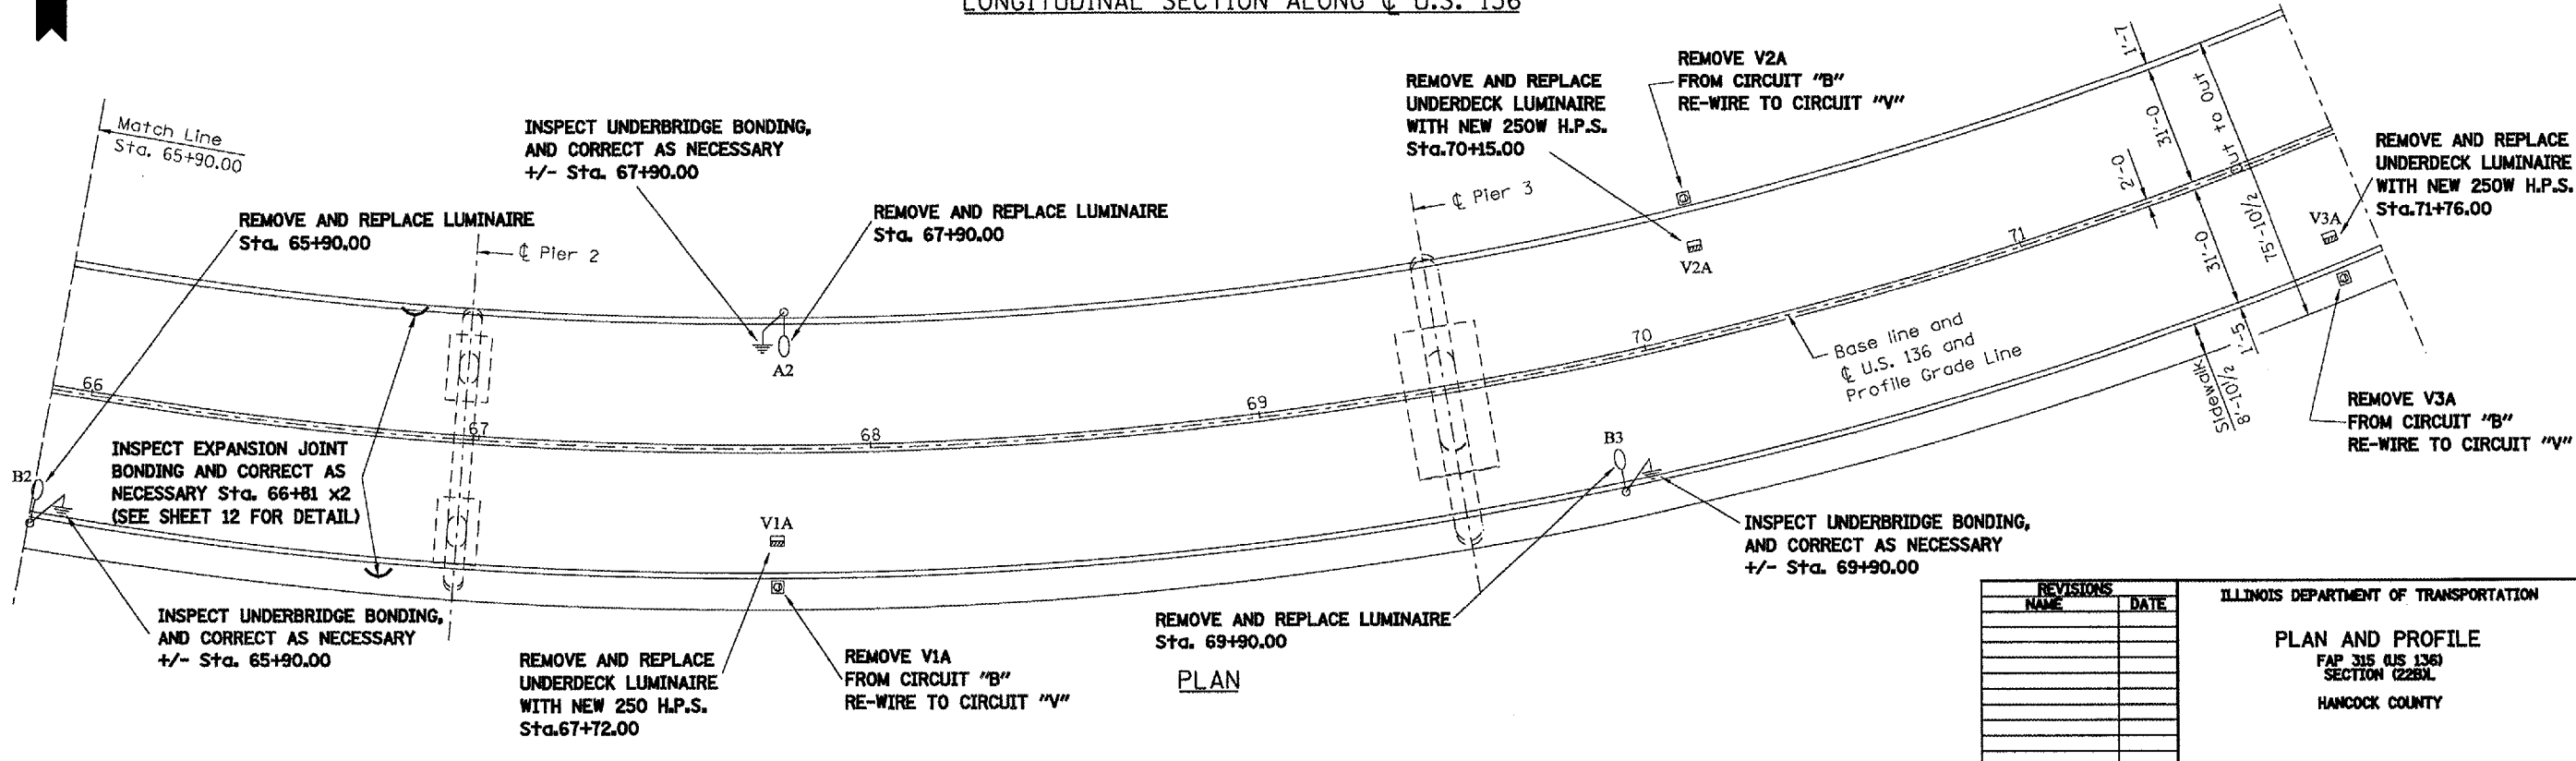 LONGITUDINAL SECTION ALONG ℄ U.S. 136
Match Line
Sta. 65+90.00
REMOVE AND REPLACE LUMINAIRE
Sta. 65+90.00
℄ Pier 2
INSPECT UNDERBRIDGE BONDING,
AND CORRECT AS NECESSARY
+/- Sta. 67+90.00
REMOVE AND REPLACE LUMINAIRE
Sta. 67+90.00
A2
REMOVE AND REPLACE
UNDERDECK LUMINAIRE
WITH NEW 250W H.P.S.
Sta.70+15.00
℄ Pier 3
REMOVE V2A
FROM CIRCUIT "B"
RE-WIRE TO CIRCUIT "V"
V2A
1'-7
31'-0
2'-0
31'-0
75'-10½ Out to Out
1'-5
8'-10½
Sidewalk
REMOVE AND REPLACE
UNDERDECK LUMINAIRE
WITH NEW 250W H.P.S.
Sta.71+76.00
V3A
REMOVE V3A
FROM CIRCUIT "B"
RE-WIRE TO CIRCUIT "V"
66
67
68
69
70
71
Base line and
℄ U.S. 136 and
Profile Grade Line
INSPECT EXPANSION JOINT
BONDING AND CORRECT AS
NECESSARY Sta. 66+81 x2
(SEE SHEET 12 FOR DETAIL)
B2
INSPECT UNDERBRIDGE BONDING,
AND CORRECT AS NECESSARY
+/- Sta. 65+90.00
V1A
REMOVE AND REPLACE
UNDERDECK LUMINAIRE
WITH NEW 250 H.P.S.
Sta.67+72.00
REMOVE V1A
FROM CIRCUIT "B"
RE-WIRE TO CIRCUIT "V"
B3
REMOVE AND REPLACE LUMINAIRE
Sta. 69+90.00
INSPECT UNDERBRIDGE BONDING,
AND CORRECT AS NECESSARY
+/- Sta. 69+90.00
PLAN
REVISIONS
NAME DATE
ILLINOIS DEPARTMENT OF TRANSPORTATION
PLAN AND PROFILE
FAP 315 (US 136)
SECTION (22B)L
HANCOCK COUNTY